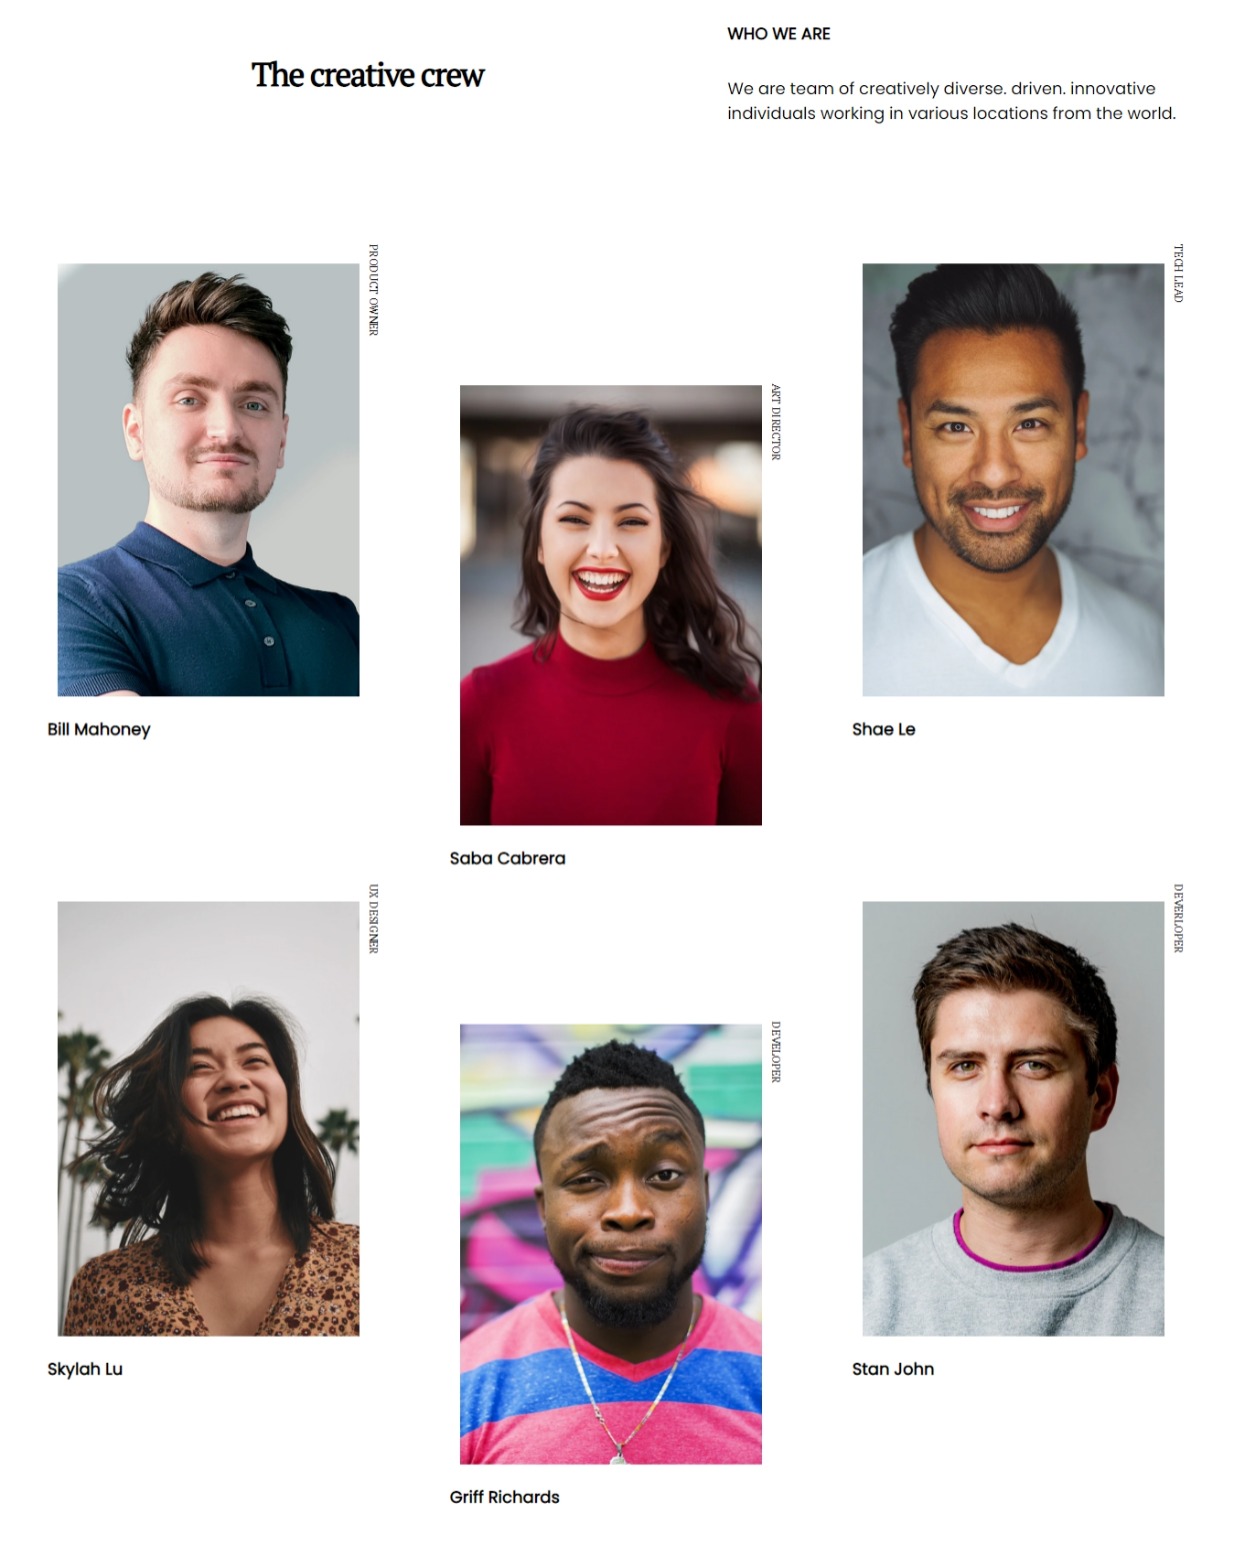 The creative crew
WHO WE ARE
We are team of creatively diverse. driven. innovative
individuals working in various locations from the world.
PRODUCT OWNER
Bill Mahoney
ART DIRECTOR
Saba Cabrera
TECH LEAD
Shae Le
UX DESIGNER
Skylah Lu
DEVELOPER
Griff Richards
DEVERLOPER
Stan John